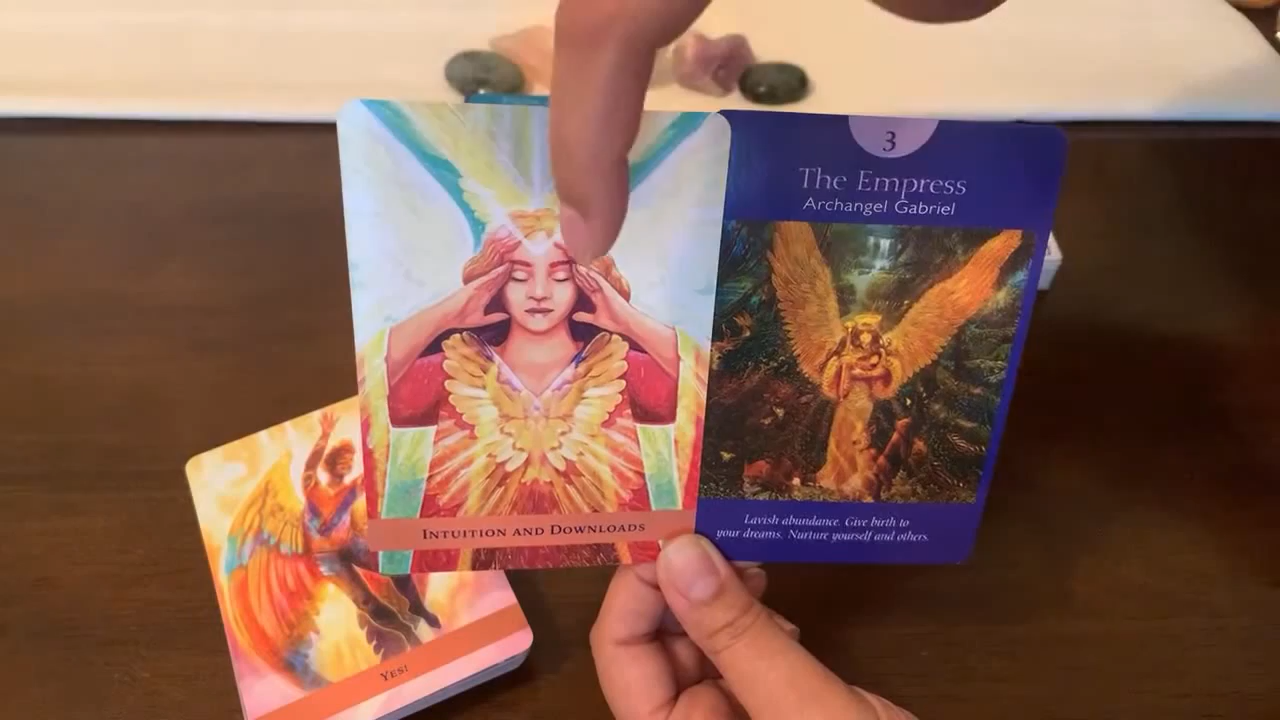 3
The Empress
Archangel Gabriel
Lavish abundance. Give birth to
your dreams. Nurture yourself and others.
INTUITION AND DOWNLOADS
YES!